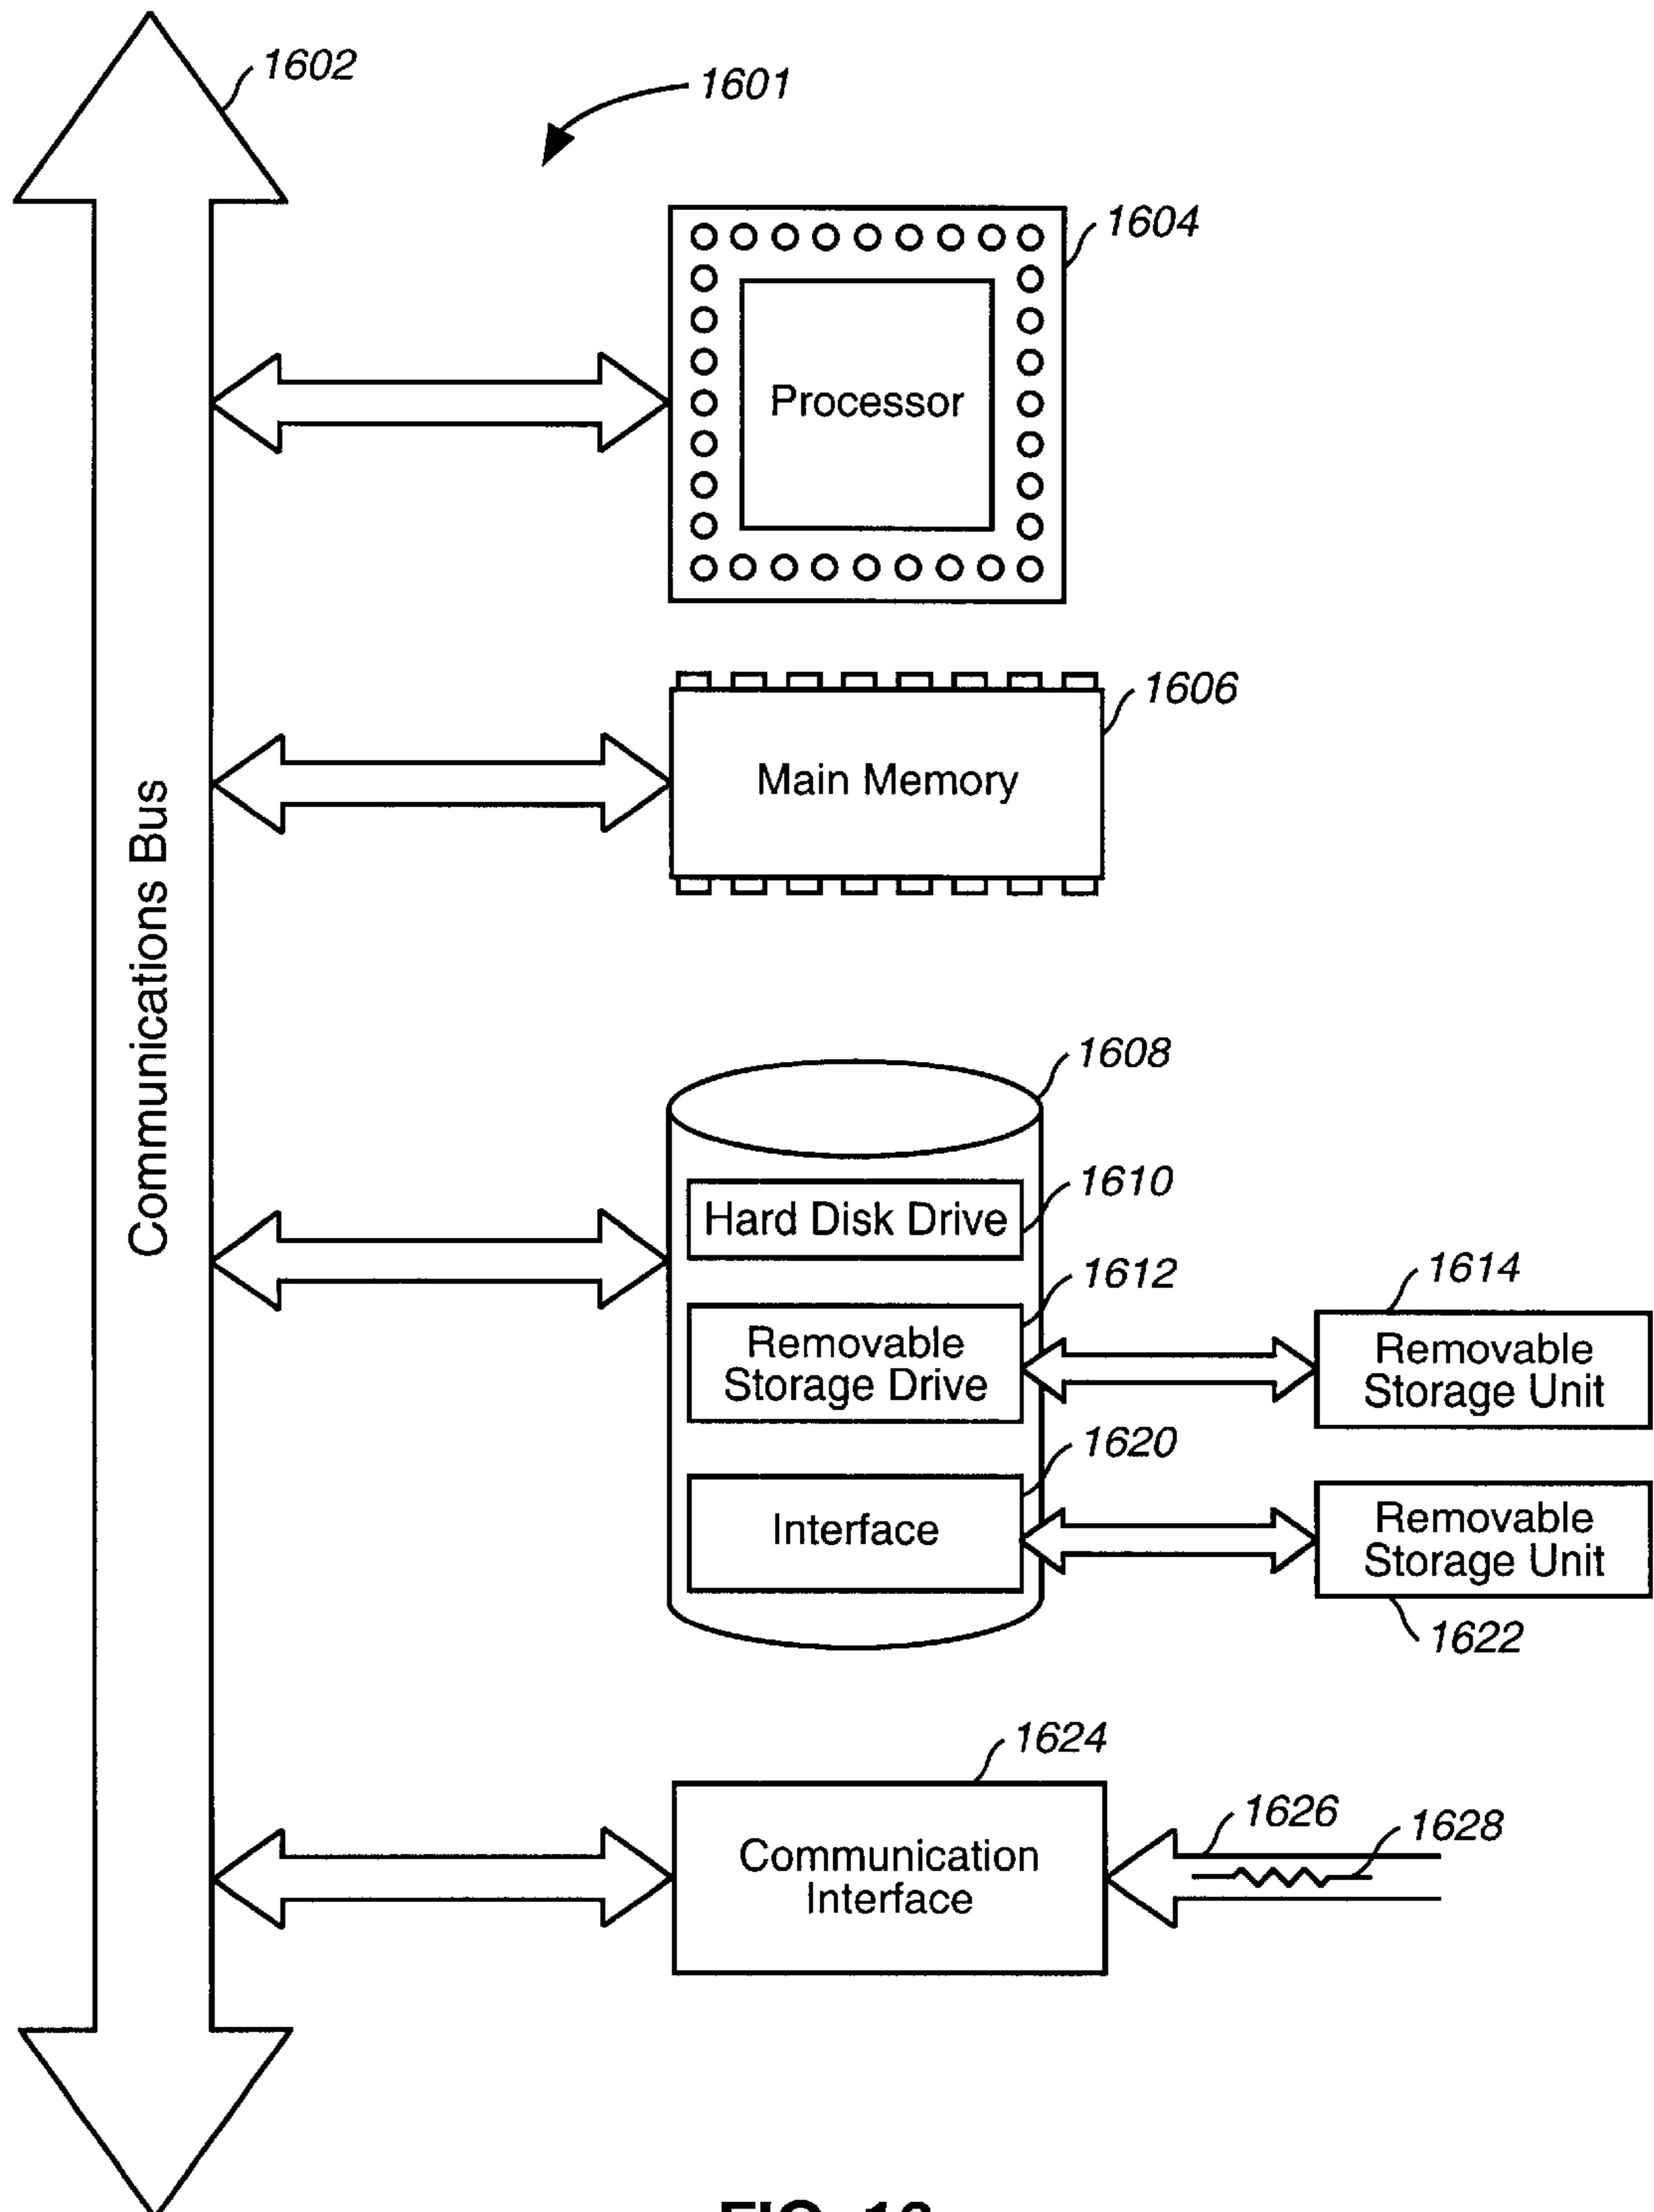 1602
1601
1604
Processor
1606
Main Memory
Communications Bus
1608
1610
Hard Disk Drive
1612
Removable
Storage Drive
1614
Removable
Storage Unit
1620
Interface
Removable
Storage Unit
1622
1624
Communication
Interface
1626
1628